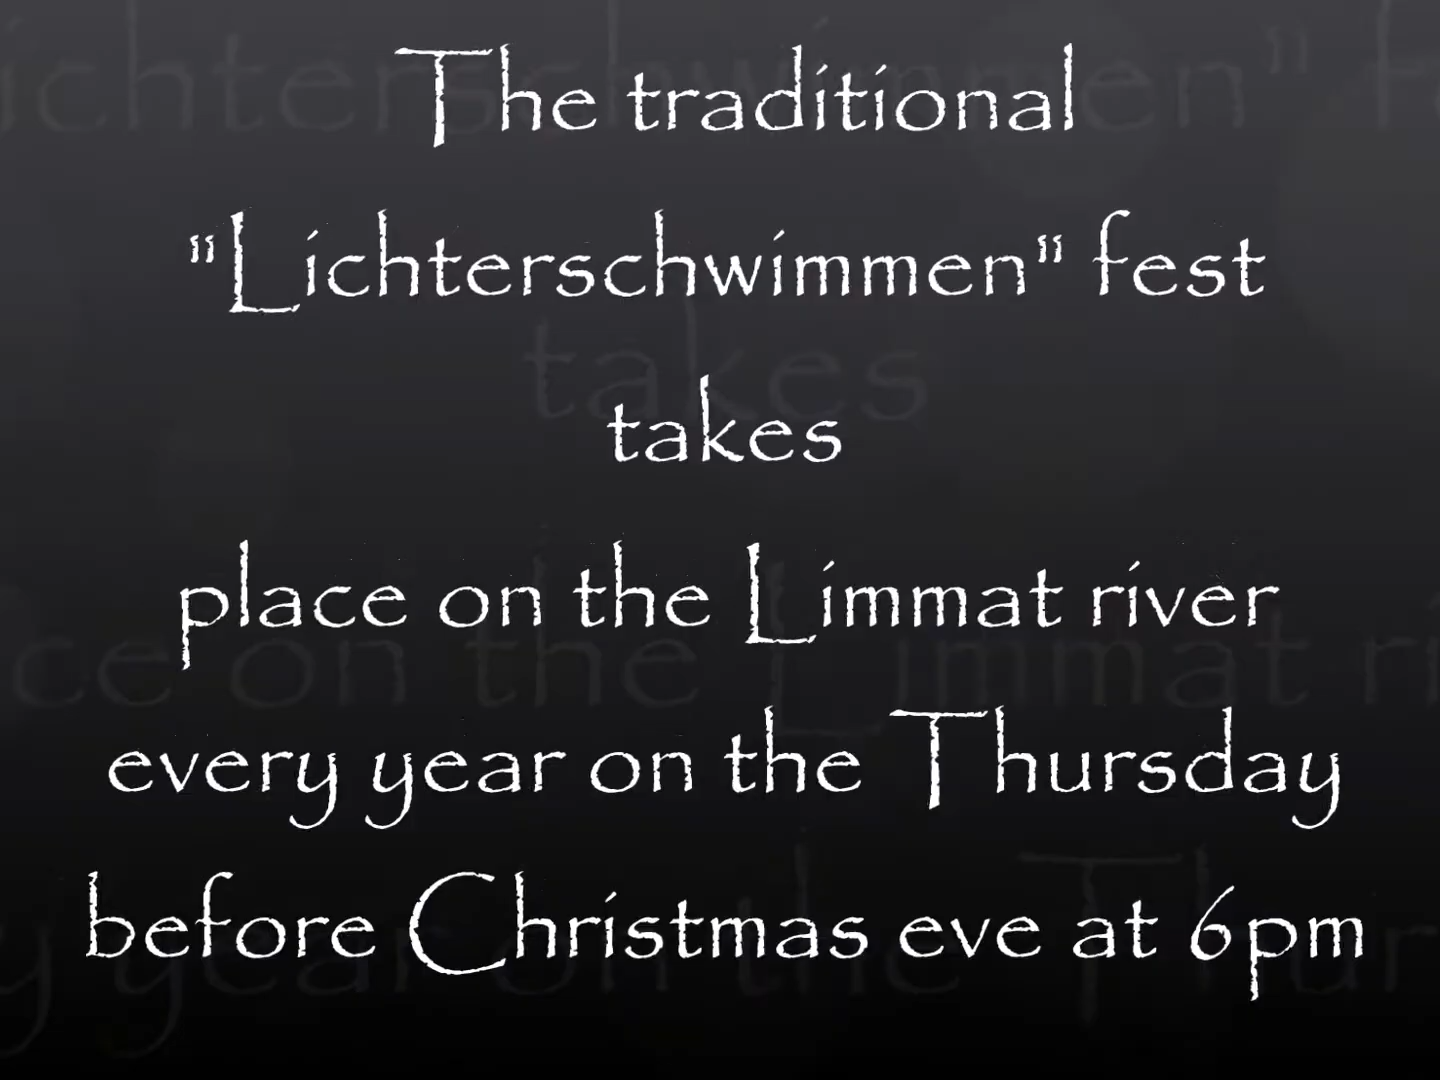 The traditional
"Lichterschwimmen" fest
takes
place on the Limmat river
every year on the Thursday
before Christmas eve at 6pm